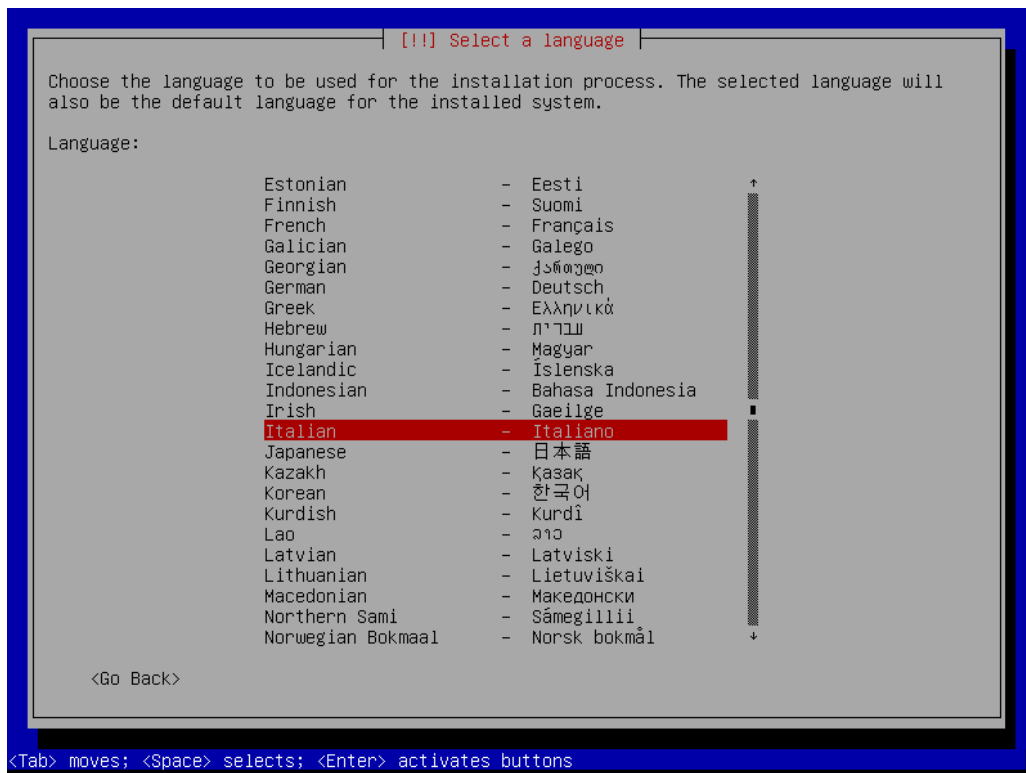 [!!] Select a language
Choose the language to be used for the installation process. The selected language will
also be the default language for the installed system.
Language:
Estonian - Eesti
Finnish - Suomi
French - Français
Galician - Galego
Georgian - ქართული
German - Deutsch
Greek - Ελληνικά
Hebrew - עברית
Hungarian - Magyar
Icelandic - Íslenska
Indonesian - Bahasa Indonesia
Irish - Gaeilge
Italian - Italiano
Japanese - 日本語
Kazakh - Қазақ
Korean - 한국어
Kurdish - Kurdî
Lao - ລາວ
Latvian - Latviski
Lithuanian - Lietuviškai
Macedonian - Македонски
Northern Sami - Sámegillii
Norwegian Bokmaal - Norsk bokmål
<Go Back>
<Tab> moves; <Space> selects; <Enter> activates buttons